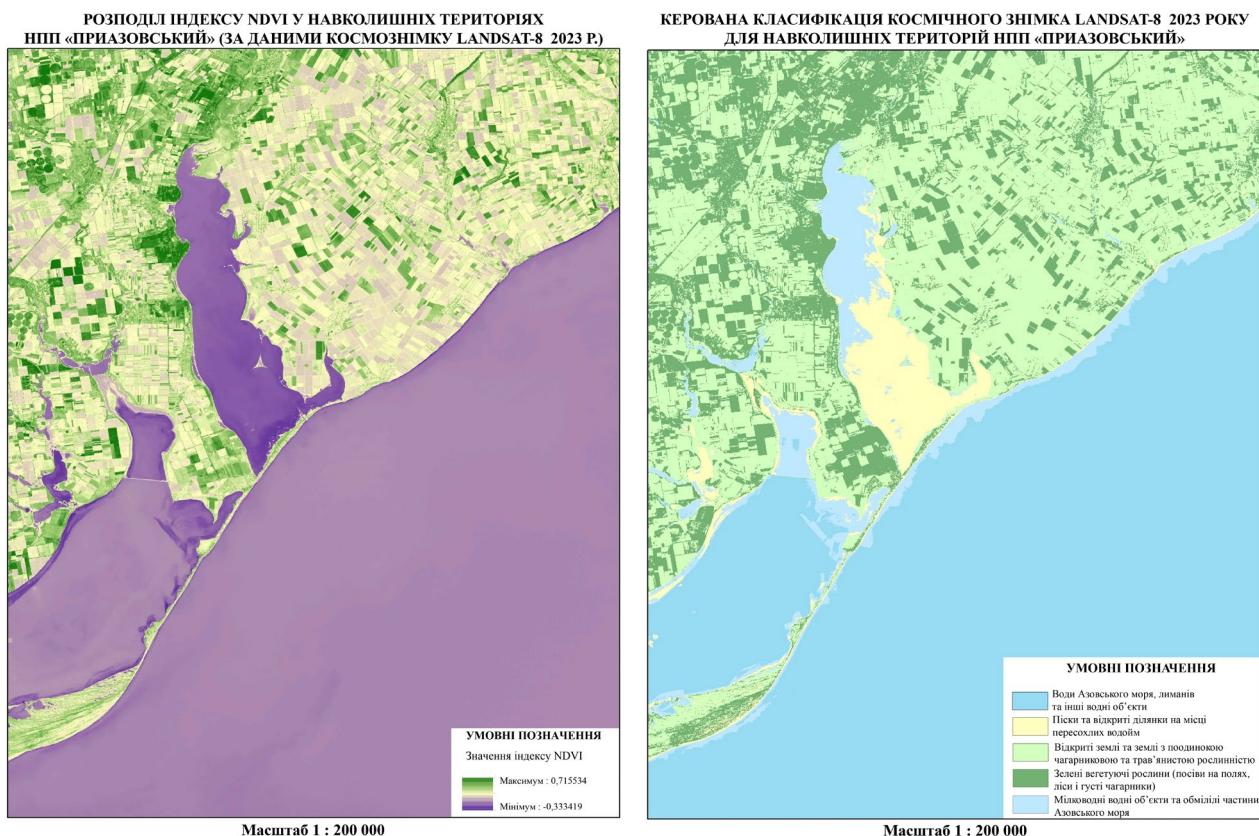 РОЗПОДІЛ ІНДЕКСУ NDVI У НАВКОЛИШНІХ ТЕРИТОРІЯХ
НПП «ПРИАЗОВСЬКИЙ» (ЗА ДАНИМИ КОСМОЗНІМКУ LANDSAT-8 2023 Р.)
УМОВНІ ПОЗНАЧЕННЯ
Значення індексу NDVI
Максимум : 0,715534
Мінімум : -0,333419
Масштаб 1 : 200 000
КЕРОВАНА КЛАСИФІКАЦІЯ КОСМІЧНОГО ЗНІМКА LANDSAT-8 2023 РОКУ
ДЛЯ НАВКОЛИШНІХ ТЕРИТОРІЙ НПП «ПРИАЗОВСЬКИЙ»
УМОВНІ ПОЗНАЧЕННЯ
Води Азовського моря, лиманів
та інші водні об'єкти
Піски та відкриті ділянки на місці
пересохлих водойм
Відкриті землі та землі з поодинокою
чагарниковою та трав'янистою рослинністю
Зелені вегетуючі рослини (посіви на полях,
ліси і густі чагарники)
Мілководні водні об'єкти та обмілілі частини
Азовського моря
Масштаб 1 : 200 000